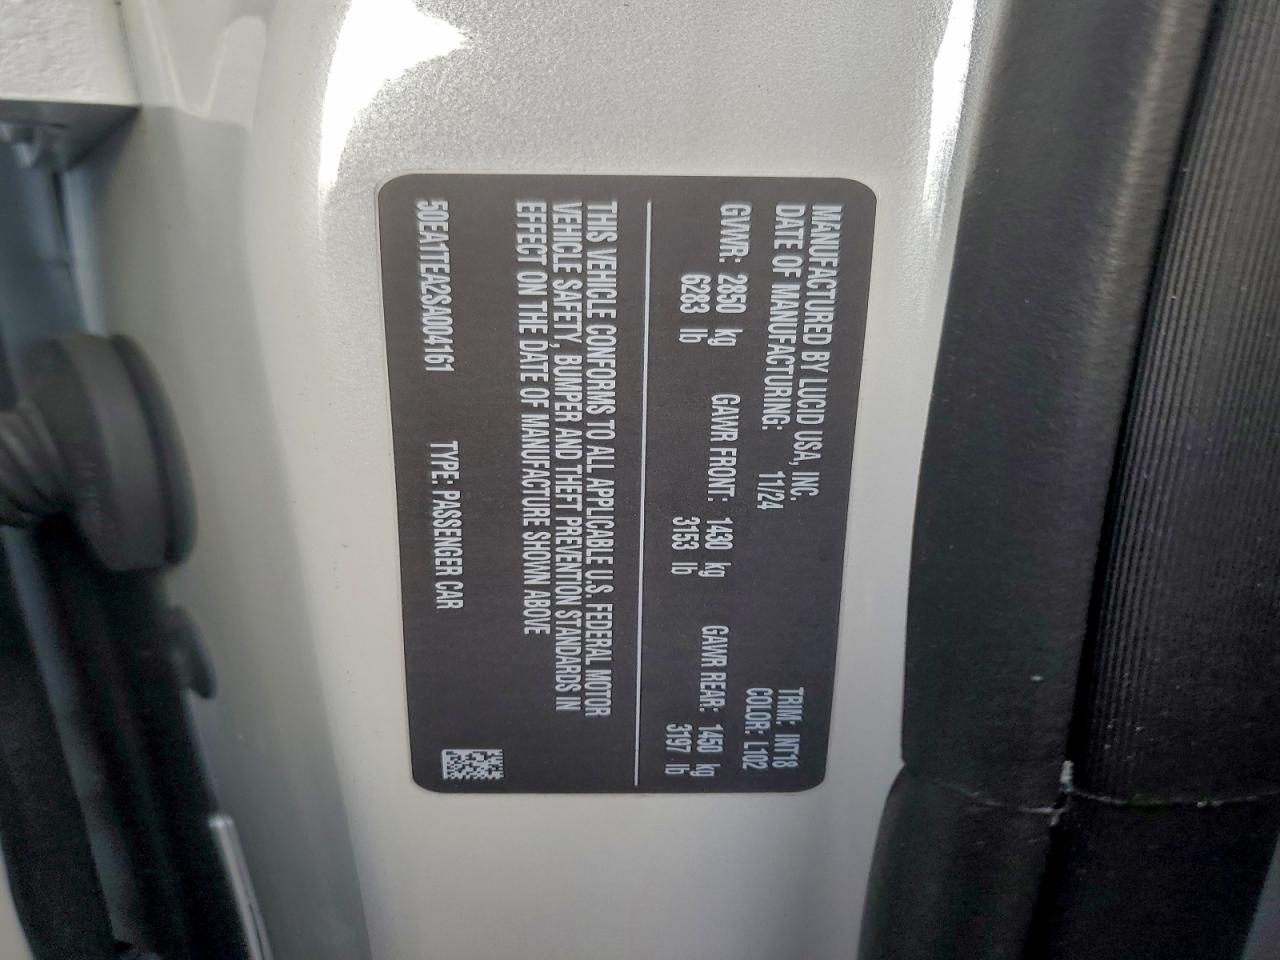 MANUFACTURED BY LUCID USA, INC.
DATE OF MANUFACTURING: 11/24
TRIM: INT18
COLOR: L102
GVWR: 2850 kg GAWR FRONT: 1430 kg GAWR REAR: 1450 kg
6283 lb 3153 lb 3197 lb
THIS VEHICLE CONFORMS TO ALL APPLICABLE U.S. FEDERAL MOTOR
VEHICLE SAFETY, BUMPER AND THEFT PREVENTION STANDARDS IN
EFFECT ON THE DATE OF MANUFACTURE SHOWN ABOVE
50EA1TEA2SA004161 TYPE: PASSENGER CAR